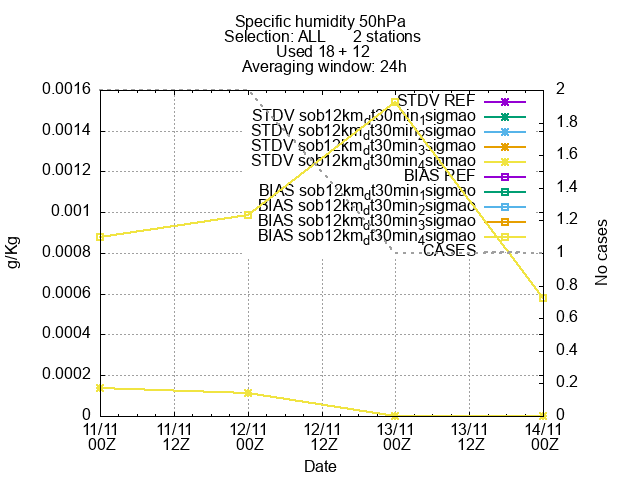 Specific humidity 50hPa
Selection: ALL 2 stations
Used 18 + 12
Averaging window: 24h
0.0016
0.0014
0.0012
0.001
0.0008
0.0006
0.0004
0.0002
0
g/Kg
STDV REF
STDV sob12km_dt30min_1sigmao
STDV sob12km_dt30min_2sigmao
STDV sob12km_dt30min_3sigmao
STDV sob12km_dt30min_4sigmao
BIAS REF
BIAS sob12km_dt30min_1sigmao
BIAS sob12km_dt30min_2sigmao
BIAS sob12km_dt30min_3sigmao
BIAS sob12km_dt30min_4sigmao
CASES
2
1.8
1.6
1.4
1.2
1
0.8
0.6
0.4
0.2
0
No cases
11/11 11/11 12/11 12/11 13/11 13/11 14/11
00Z 12Z 00Z 12Z 00Z 12Z 00Z
Date